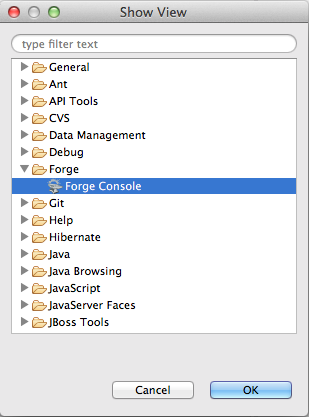 Show View
type filter text
General
Ant
API Tools
CVS
Data Management
Debug
Forge
Forge Console
Git
Help
Hibernate
Java
Java Browsing
JavaScript
JavaServer Faces
JBoss Tools
Cancel
OK